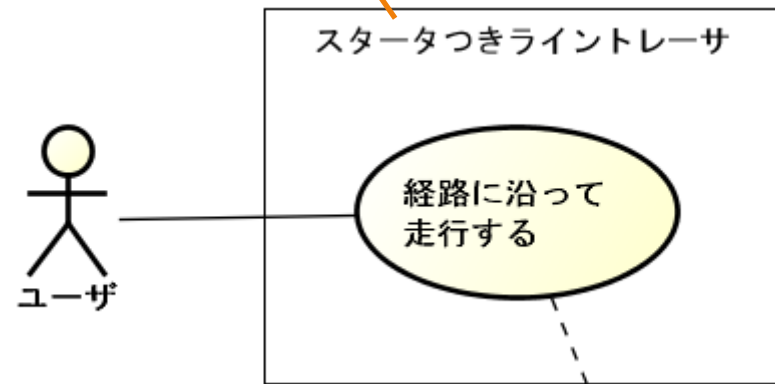 スタータつきライントレーサ
経路に沿って
走行する
ユーザ